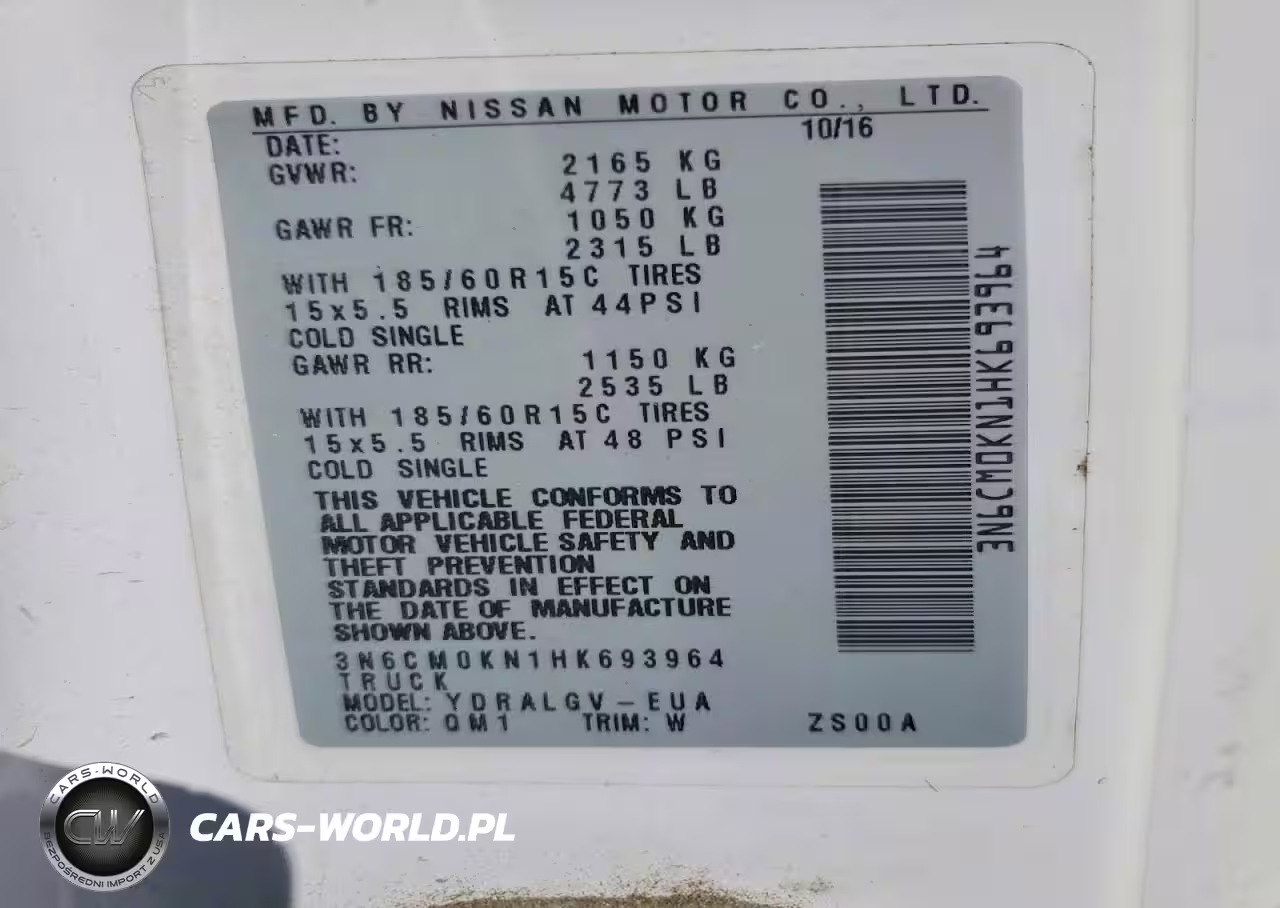 MFD. BY NISSAN MOTOR CO., LTD.
DATE: 10/16
GVWR: 2165 KG
4773 LB
GAWR FR: 1050 KG
2315 LB
WITH 185/60R15C TIRES
15x5.5 RIMS AT 44PSI
COLD SINGLE
GAWR RR: 1150 KG
2535 LB
WITH 185/60R15C TIRES
15x5.5 RIMS AT 48 PSI
COLD SINGLE
THIS VEHICLE CONFORMS TO
ALL APPLICABLE FEDERAL
MOTOR VEHICLE SAFETY AND
THEFT PREVENTION
STANDARDS IN EFFECT ON
THE DATE OF MANUFACTURE
SHOWN ABOVE.
3N6CM0KN1HK693964
TRUCK
MODEL: YDRALGV-EUA
COLOR: QM1 TRIM: W ZS00A
3N6CM0KN1HK693964
CARS-WORLD
CW
BEZPOŚREDNI IMPORT Z USA
CARS-WORLD.PL